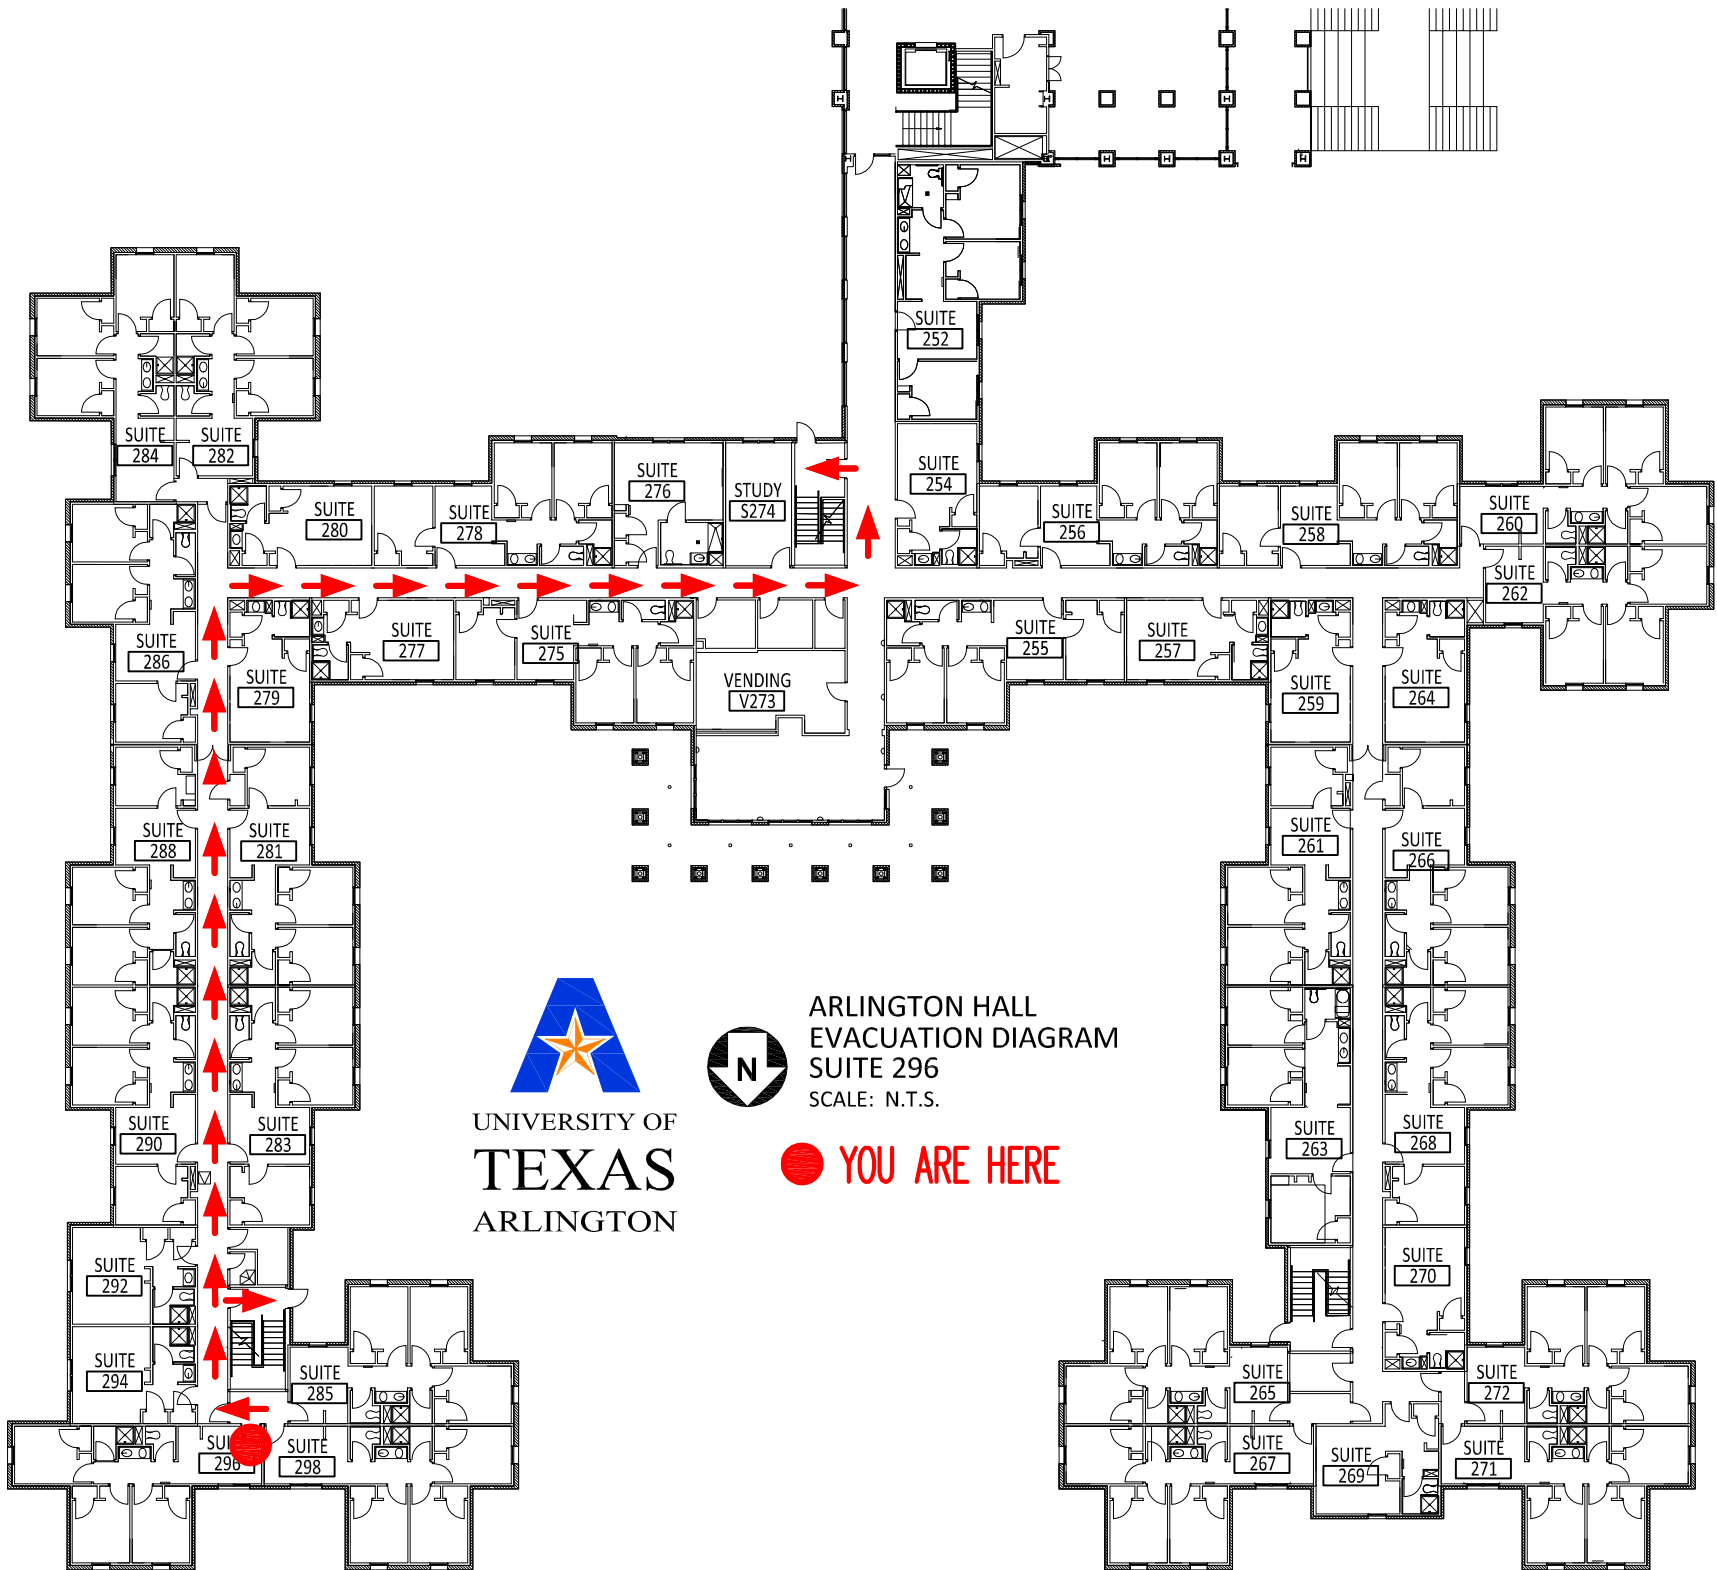 SUITE
252
SUITE
284
SUITE
282
SUITE
276
SUITE
254
STUDY
S274
SUITE
280
SUITE
278
SUITE
256
SUITE
258
SUITE
260
SUITE
262
SUITE
286
SUITE
279
SUITE
277
SUITE
275
SUITE
255
SUITE
257
SUITE
259
SUITE
264
VENDING
V273
SUITE
288
SUITE
281
SUITE
261
SUITE
266
SUITE
290
SUITE
283
SUITE
263
SUITE
268
ARLINGTON HALL
EVACUATION DIAGRAM
SUITE 296
SCALE: N.T.S.
N
YOU ARE HERE
UNIVERSITY OF
TEXAS
ARLINGTON
SUITE
292
SUITE
294
SUITE
285
SUITE
296
SUITE
298
SUITE
270
SUITE
265
SUITE
272
SUITE
267
SUITE
269
SUITE
271